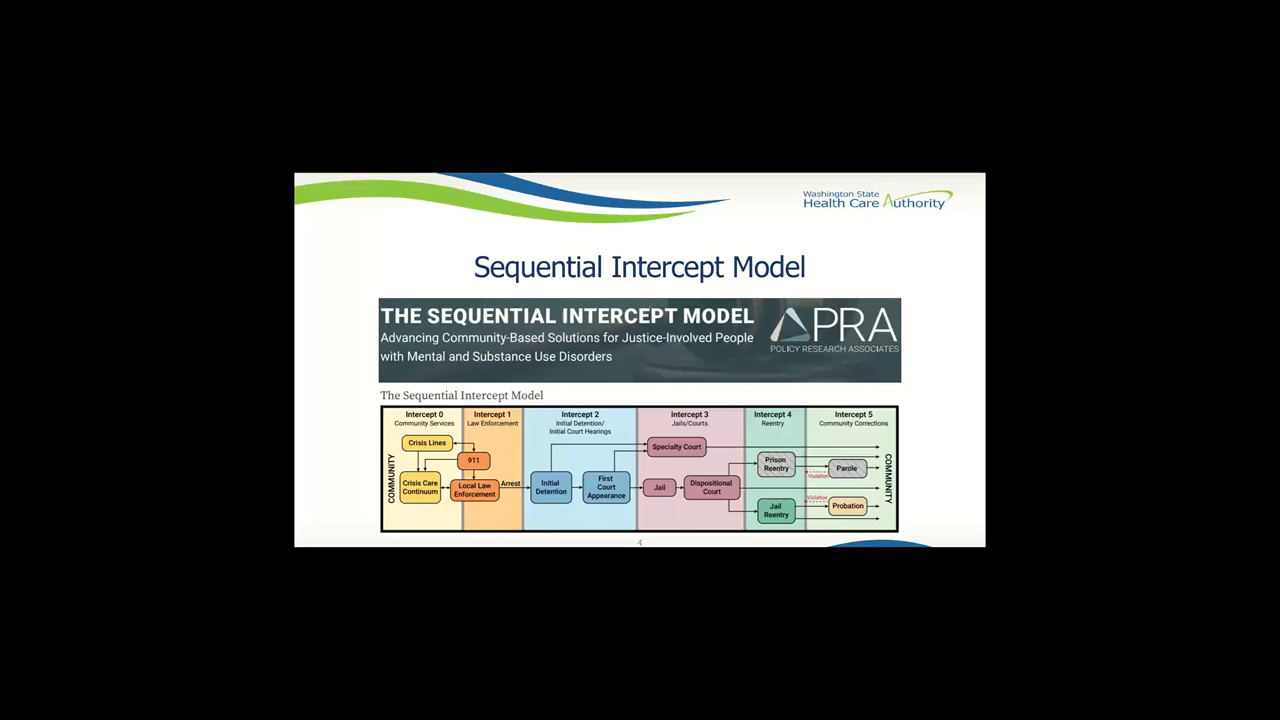 Washington State
Health Care Authority
Sequential Intercept Model
THE SEQUENTIAL INTERCEPT MODEL
Advancing Community-Based Solutions for Justice-Involved People
with Mental and Substance Use Disorders
PRA
POLICY RESEARCH ASSOCIATES
The Sequential Intercept Model
Intercept 0
Community Services
Intercept 1
Law Enforcement
Intercept 2
Initial Detention/
Initial Court Hearings
Intercept 3
Jails/Courts
Intercept 4
Reentry
Intercept 5
Community Corrections
COMMUNITY
Crisis Lines
911
Crisis Care
Continuum
Local Law
Enforcement
Arrest
Initial
Detention
First
Court
Appearance
Specialty Court
Jail
Dispositional
Court
Prison
Reentry
Jail
Reentry
Violation
Parole
Violation
Probation
COMMUNITY
4